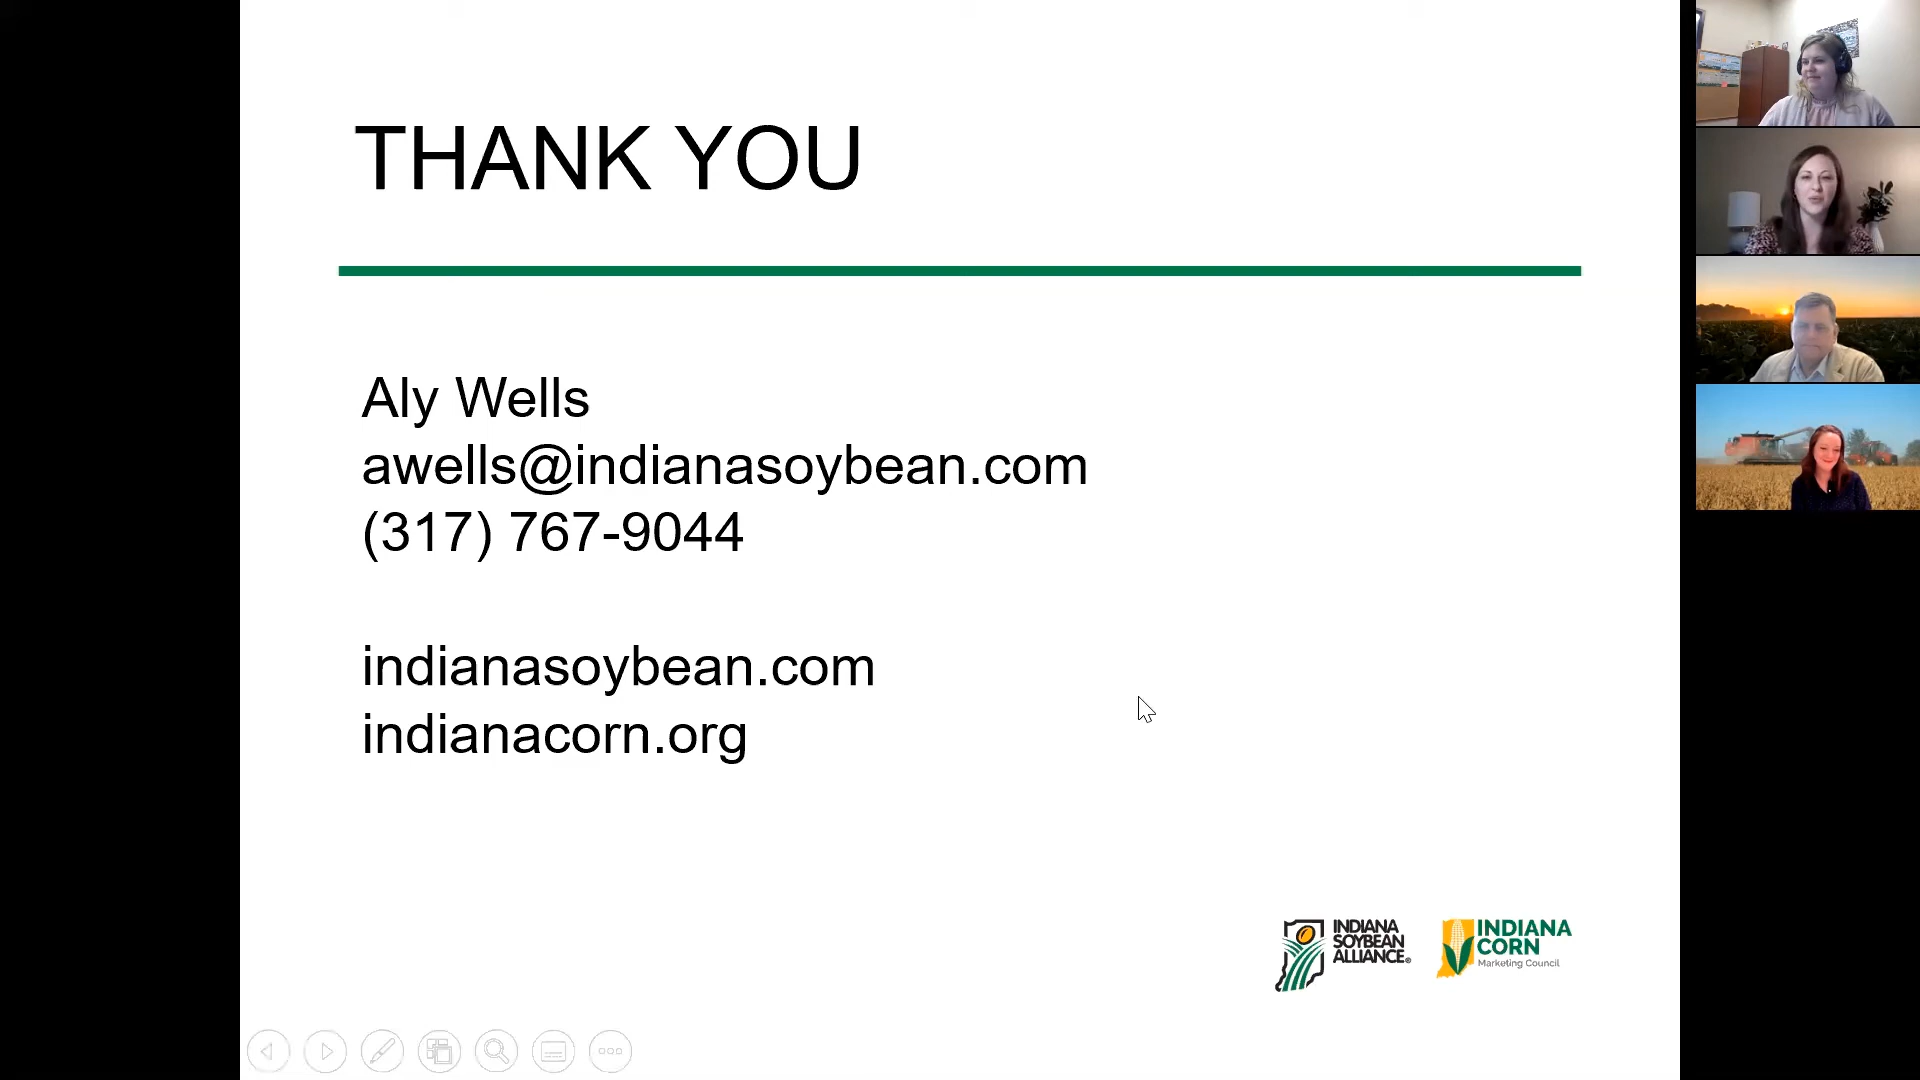 THANK YOU
Aly Wells
awells@indianasoybean.com
(317) 767-9044
indianasoybean.com
indianacorn.org
INDIANA
SOYBEAN
ALLIANCE®
INDIANA
CORN
Marketing Council